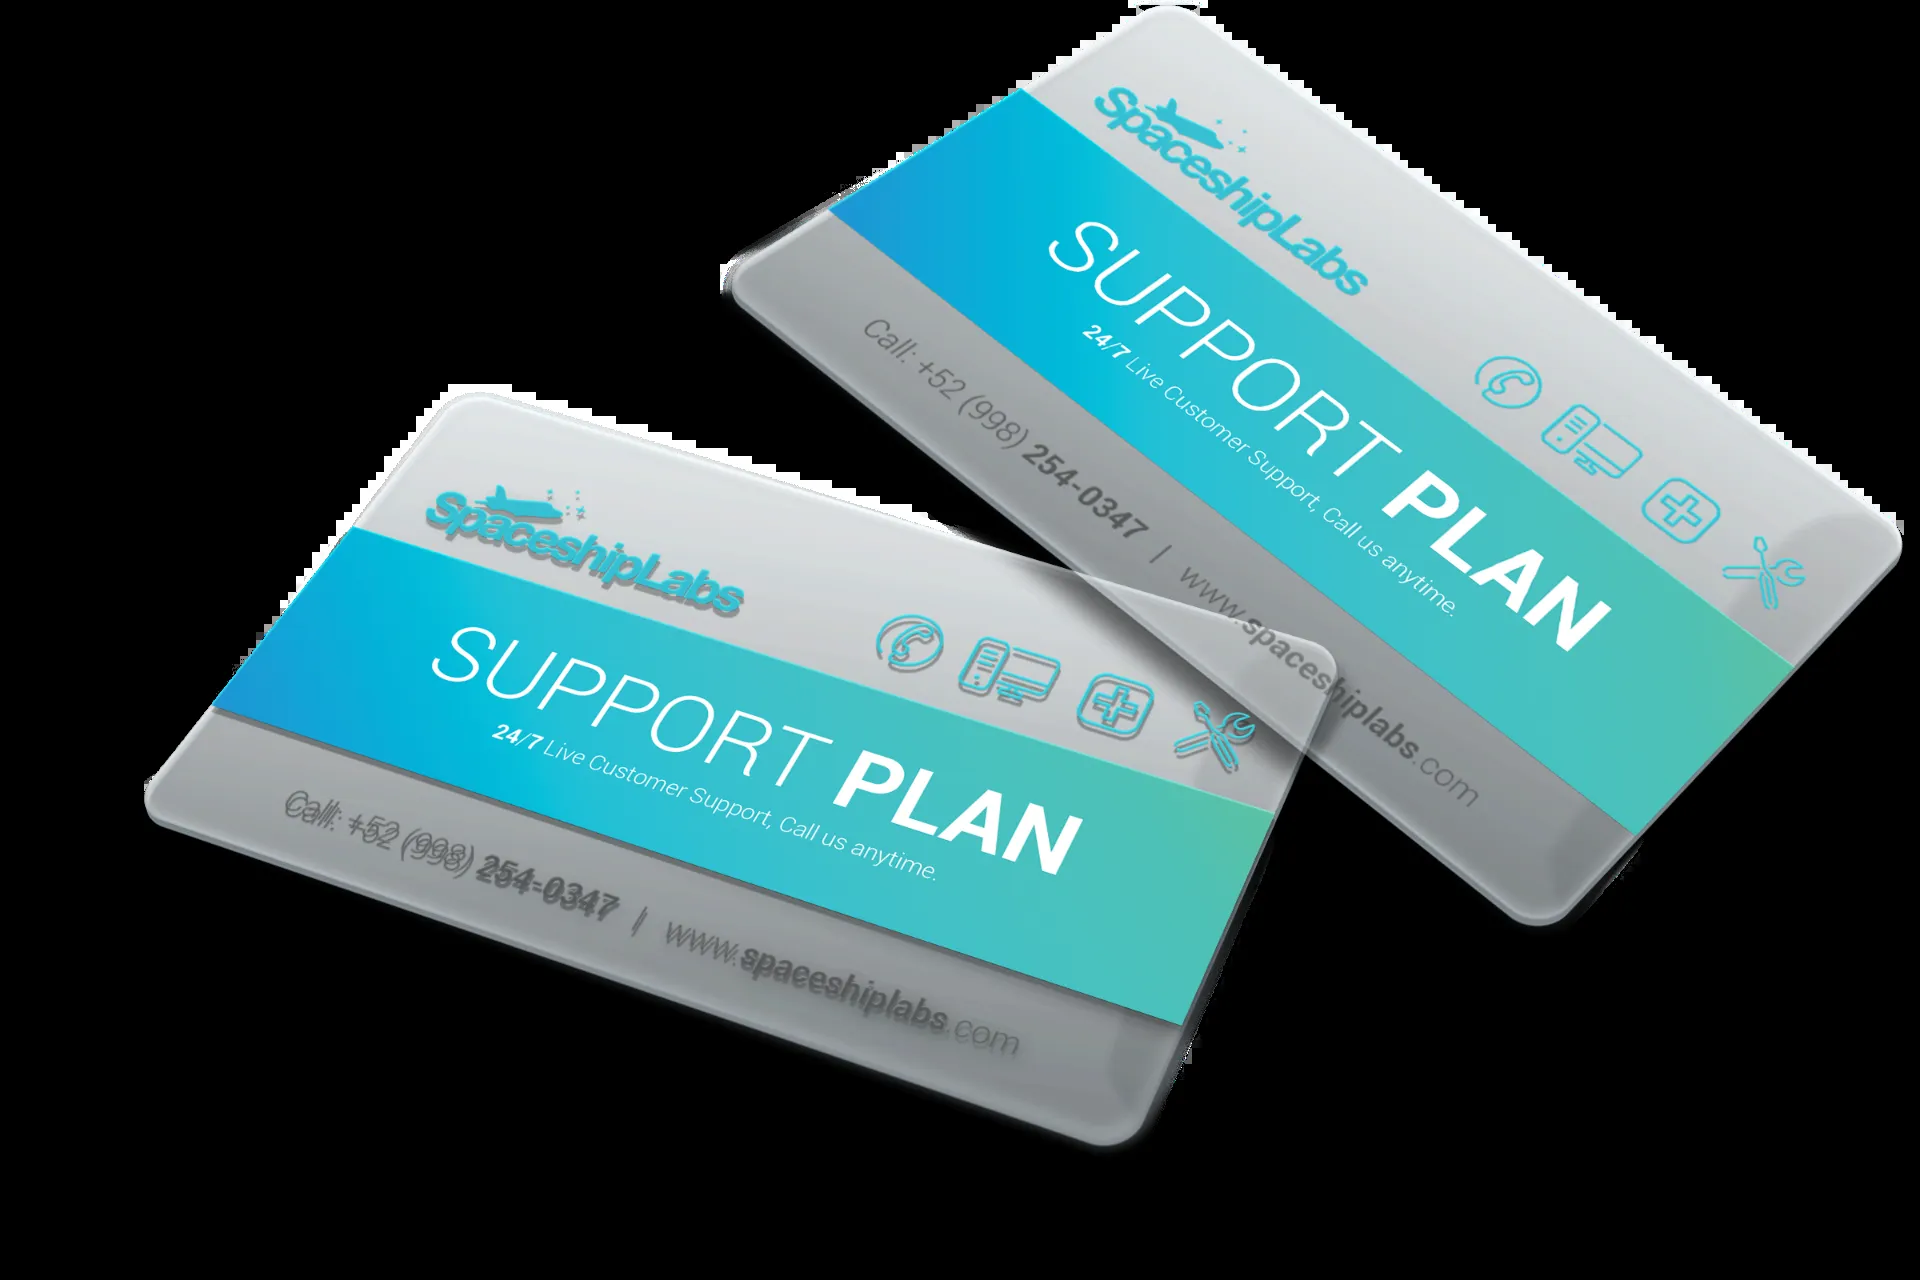 SpaceshipLabs
SUPPORT PLAN
24/7 Live Customer Support, Call us anytime.
Call: +52 (998) 254-0347 | www.spaceshiplabs.com
SpaceshipLabs
SUPPORT PLAN
24/7 Live Customer Support, Call us anytime.
Call: +52 (998) 254-0347 | www.spaceshiplabs.com